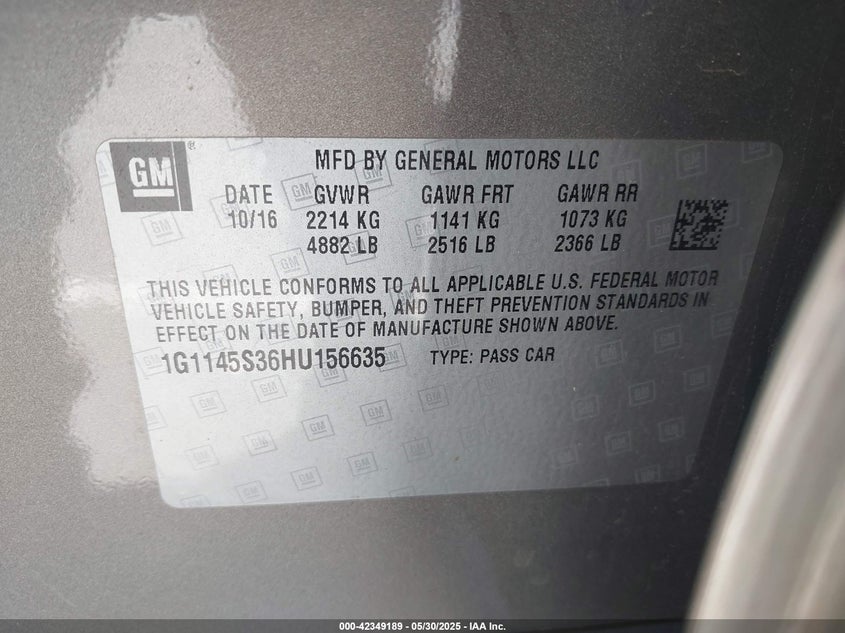 GM
®
MFD BY GENERAL MOTORS LLC
DATE GVWR GAWR FRT GAWR RR
10/16 2214 KG 1141 KG 1073 KG
4882 LB 2516 LB 2366 LB
THIS VEHICLE CONFORMS TO ALL APPLICABLE U.S. FEDERAL MOTOR
VEHICLE SAFETY, BUMPER, AND THEFT PREVENTION STANDARDS IN
EFFECT ON THE DATE OF MANUFACTURE SHOWN ABOVE.
1G1145S36HU156635 TYPE: PASS CAR
000-42349189 — 05/30/2025 — IAA Inc.